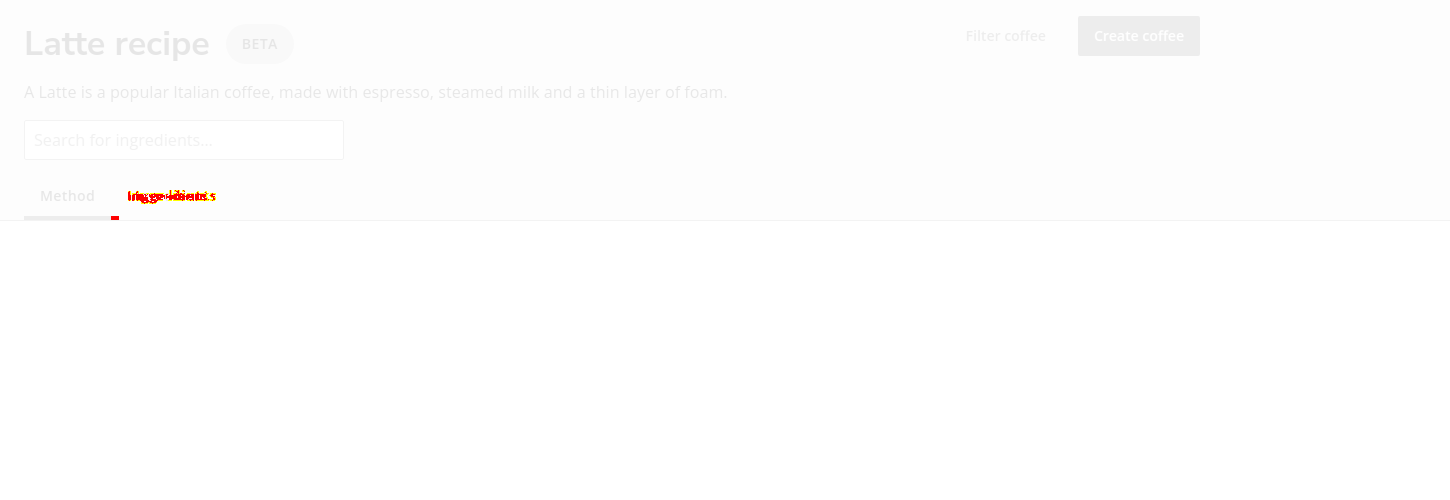 Latte recipe
BETA
Filter coffee
Create coffee
A Latte is a popular Italian coffee, made with espresso, steamed milk and a thin layer of foam.
Search for ingredients...
Method
Ingredients